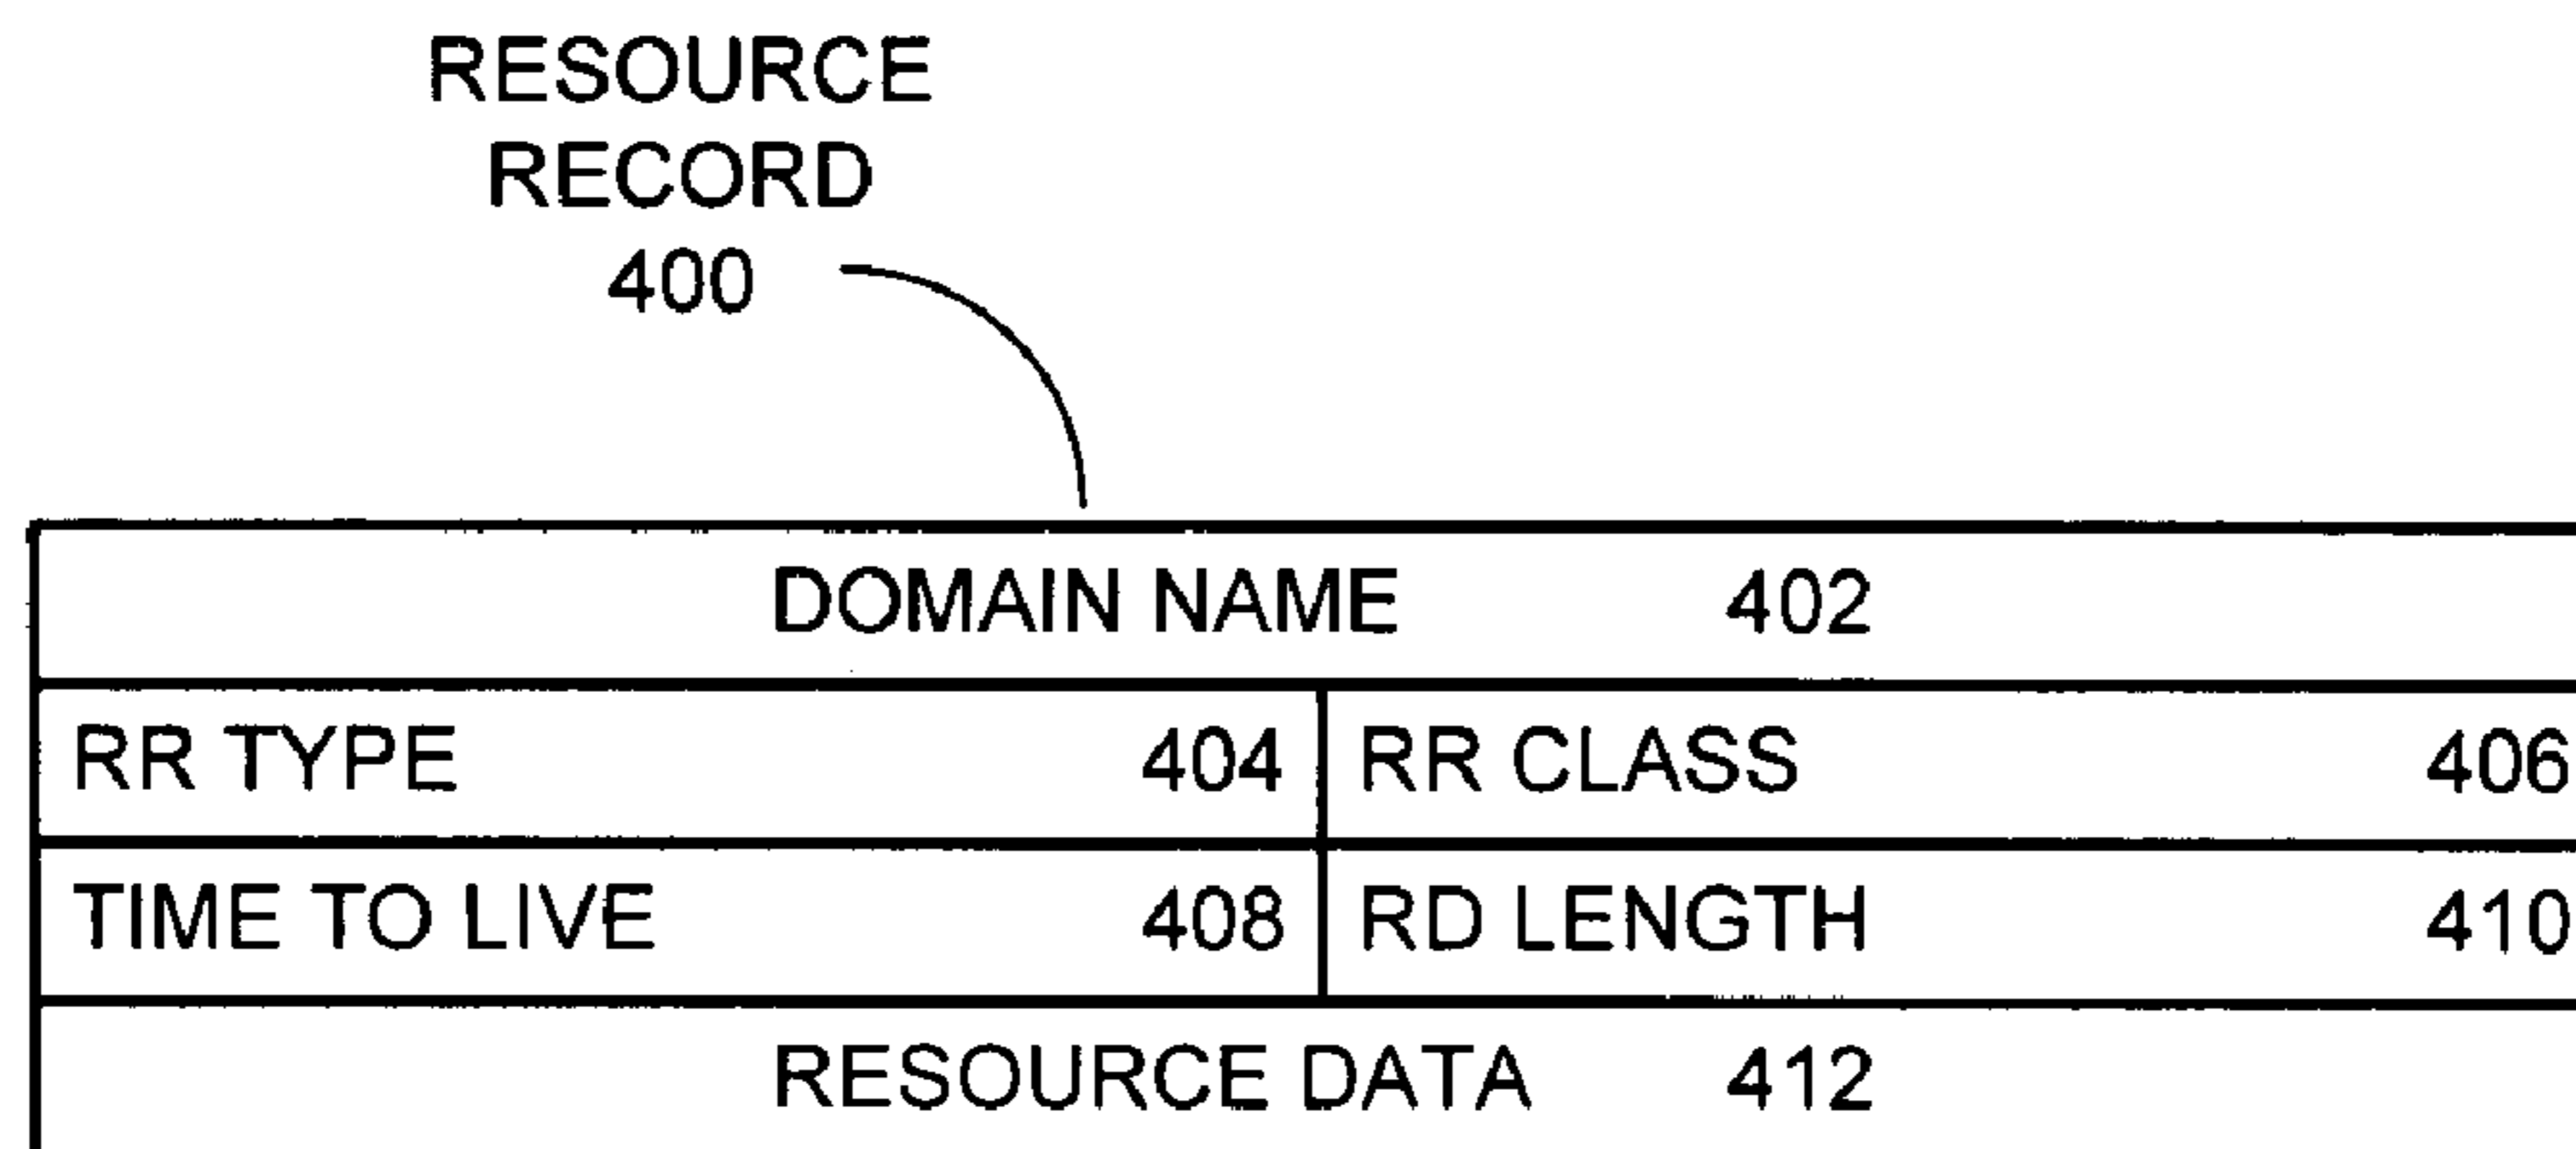 RESOURCE
RECORD
400
DOMAIN NAME 402
RR TYPE 404 RR CLASS 406
TIME TO LIVE 408 RD LENGTH 410
RESOURCE DATA 412